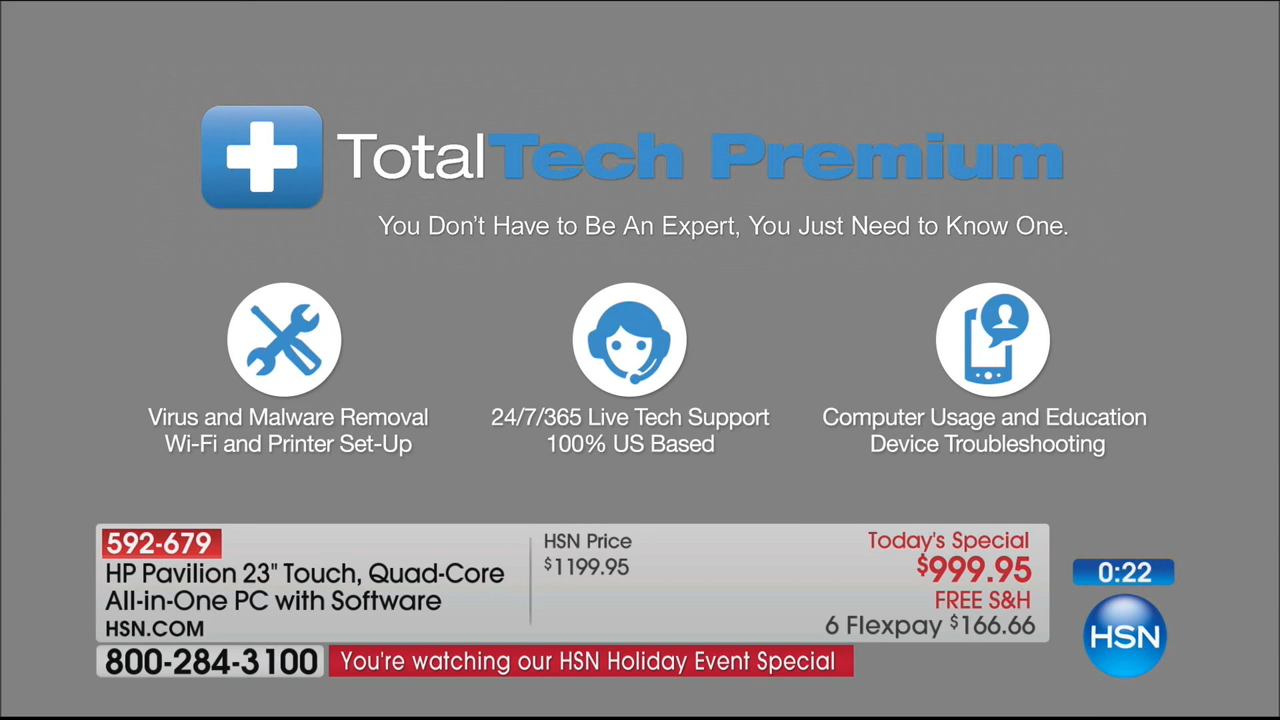 TotalTech Premium
You Don't Have to Be An Expert, You Just Need to Know One.
Virus and Malware Removal
Wi-Fi and Printer Set-Up
24/7/365 Live Tech Support
100% US Based
Computer Usage and Education
Device Troubleshooting
592-679
HP Pavilion 23" Touch, Quad-Core
All-in-One PC with Software
HSN.COM
HSN Price
$1199.95
Today's Special
$999.95
FREE S&H
6 Flexpay $166.66
0:22
HSN
800-284-3100
You're watching our HSN Holiday Event Special